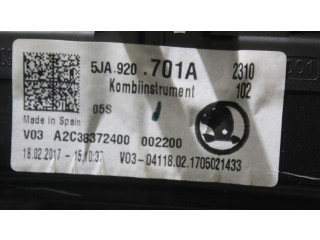 5JA.920 .701A 2310
Kombiinstrument 102
05S
Made in Spain
V03 A2C38372400 002200
18.02.2017 - 15:10:37 V03-04118.02.1705021433